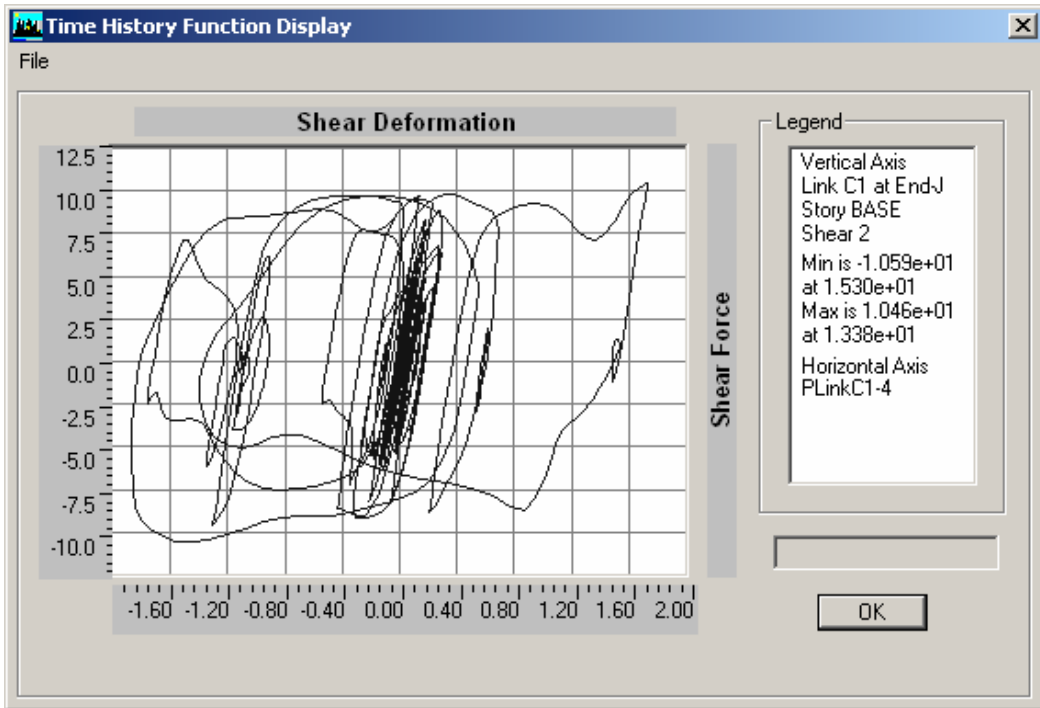 Time History Function Display
File
Shear Deformation
12.5
10.0
7.5
5.0
2.5
0.0
-2.5
-5.0
-7.5
-10.0
-1.60 -1.20 -0.80 -0.40 0.00 0.40 0.80 1.20 1.60 2.00
Shear Force
Legend
Vertical Axis
Link C1 at End-J
Story BASE
Shear 2
Min is -1.059e+01
at 1.530e+01
Max is 1.046e+01
at 1.338e+01
Horizontal Axis
PLinkC1-4
OK